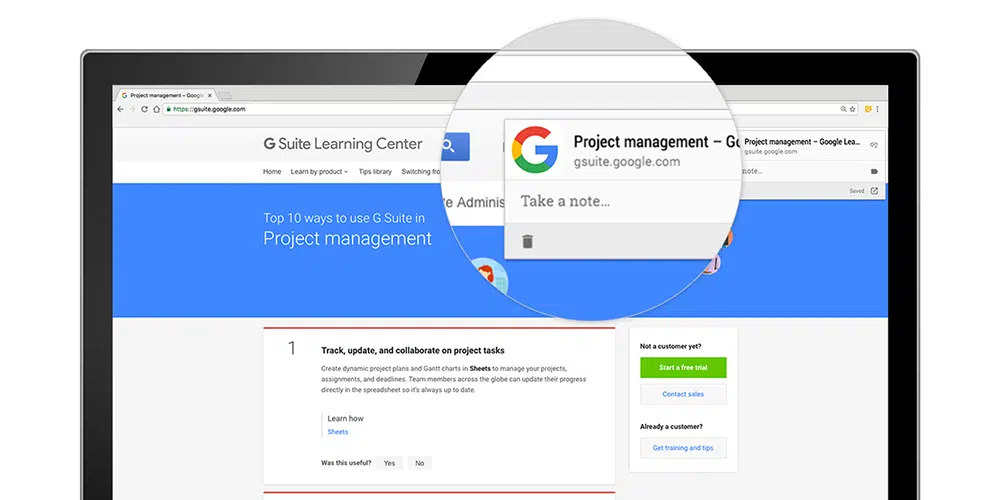 Project management – Google
https://gsuite.google.com
G Suite Learning Center
Home Learn by product Tips library Switching fro
e Adminis
Project management – Go
gsuite.google.com
Take a note...
Project management – Google Lea...
gsuite.google.com
note...
Saved
Top 10 ways to use G Suite in
Project management
1
Track, update, and collaborate on project tasks
Create dynamic project plans and Gantt charts in Sheets to manage your projects,
assignments, and deadlines. Team members across the globe can update their progress
directly in the spreadsheet so it's always up to date.
Learn how
Sheets
Was this useful? Yes No
Not a customer yet?
Start a free trial
Contact sales
Already a customer?
Get training and tips